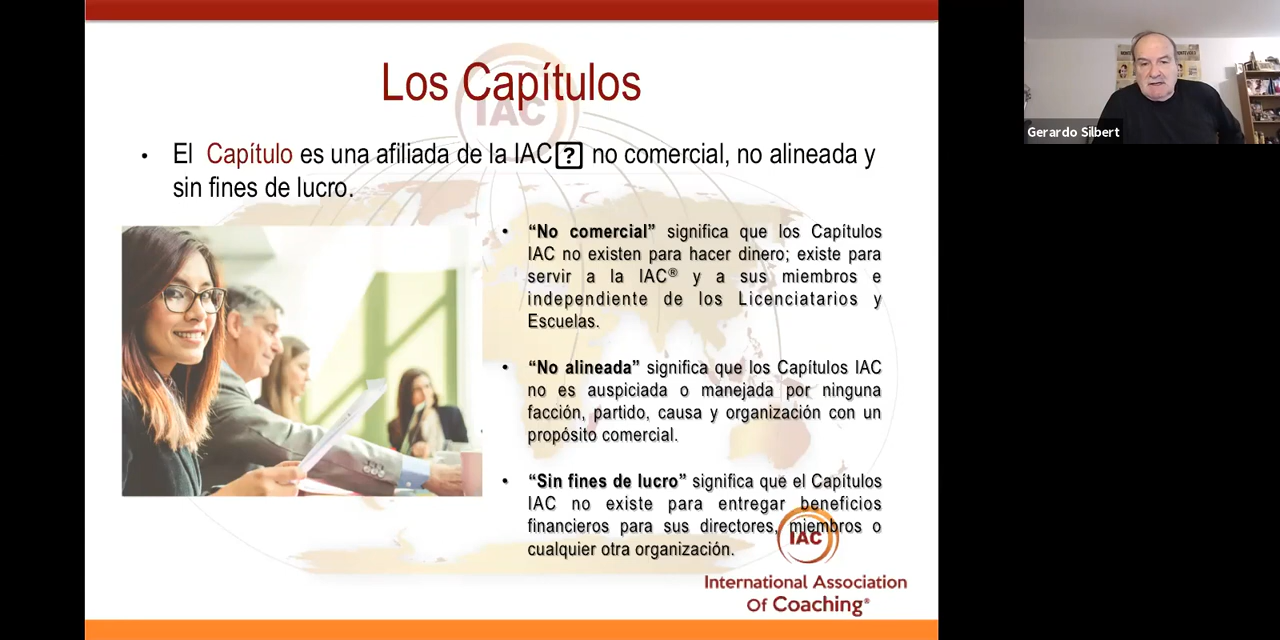 Los Capítulos
IAC
• El Capítulo es una afiliada de la IAC? no comercial, no alineada y
sin fines de lucro.
• “No comercial” significa que los Capítulos
IAC no existen para hacer dinero; existe para
servir a la IAC® y a sus miembros e
independiente de los Licenciatarios y
Escuelas.
• “No alineada” significa que los Capítulos IAC
no es auspiciada o manejada por ninguna
facción, partido, causa y organización con un
propósito comercial.
• “Sin fines de lucro” significa que el Capítulos
IAC no existe para entregar beneficios
financieros para sus directores, miembros o
cualquier otra organización.
IAC
International Association
Of Coaching®
Gerardo Silbert